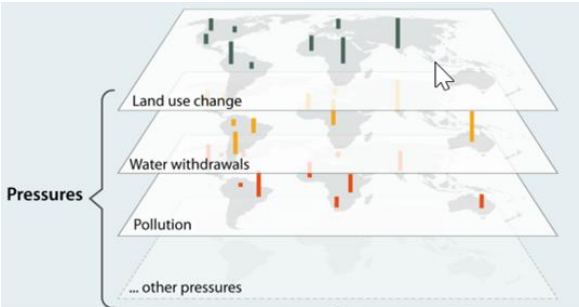 Land use change
Water withdrawals
Pressures
Pollution
... other pressures